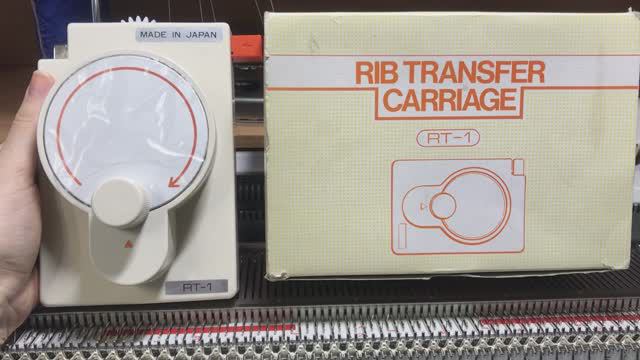 MADE IN JAPAN
RT-1
RIB TRANSFER
CARRIAGE
RT-1